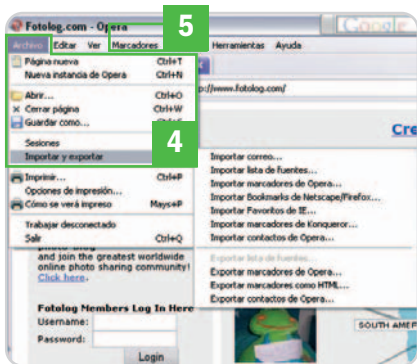 Fotolog.com - Opera
Google
5
Archivo Editar Ver Marcadores Herramientas Ayuda
Página nueva Ctrl+T
Nueva instancia de Opera Ctrl+N
Abrir... Ctrl+O
Cerrar página Ctrl+W
Guardar como...
Sesiones
Importar y exportar
4
Imprimir... Ctrl+P
Opciones de impresión...
Cómo se verá impreso Mays+P
Trabajar desconectado
Salir Ctrl+Q
p://www.fotolog.com/
Cre
Importar correo...
Importar lista de fuentes...
Importar marcadores de Opera...
Importar Bookmarks de Netscape/Firefox...
Importar Favoritos de IE...
Importar marcadores de Konqueror...
Importar contactos de Opera...
Exportar lista de fuentes...
Exportar marcadores de Opera...
Exportar marcadores como HTML...
Exportar contactos de Opera...
and join the greatest worldwide
online photo sharing community!
Click here.
Fotolog Members Log In Here
Username:
Password:
Login
SOUTH AMER